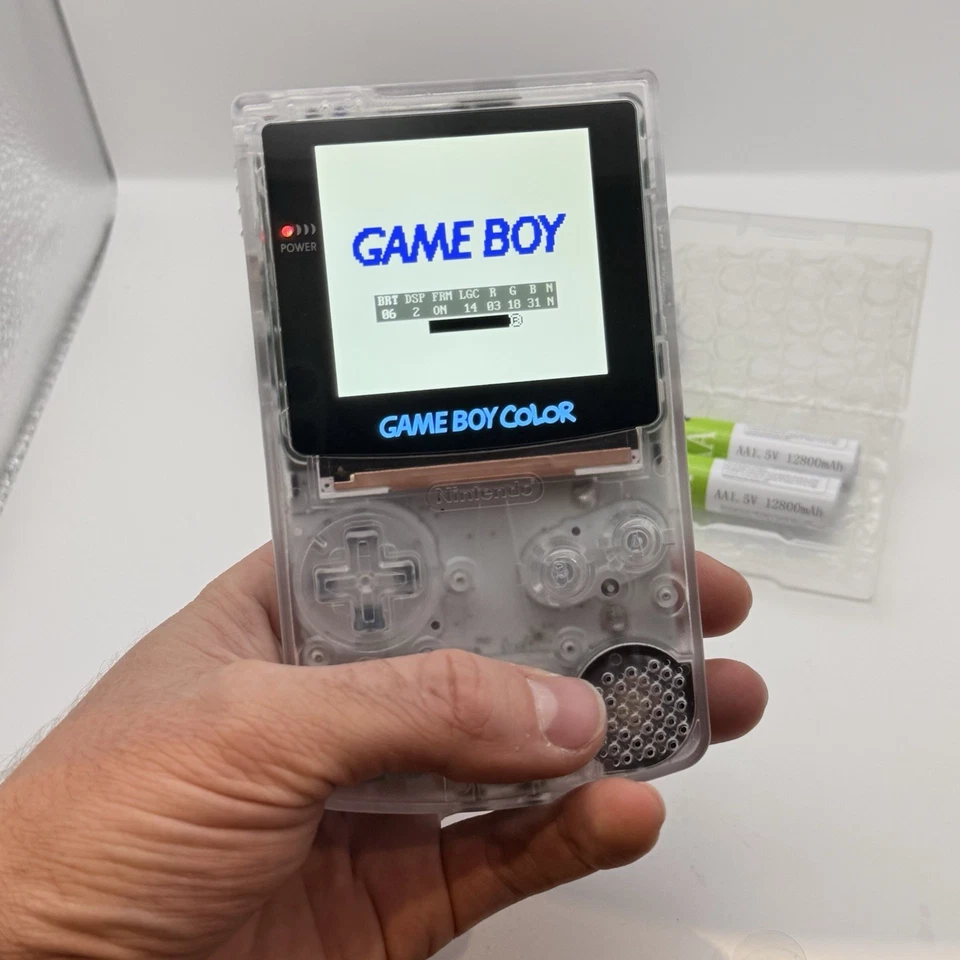 GAME BOY
POWER
BRT DSP FRM LGC R G B N
06 2 ON 14 03 18 31 N
GAME BOY COLOR
Nintendo
A
B
A
AA1.5V 12800mAh
AA1.5V 12800mAh